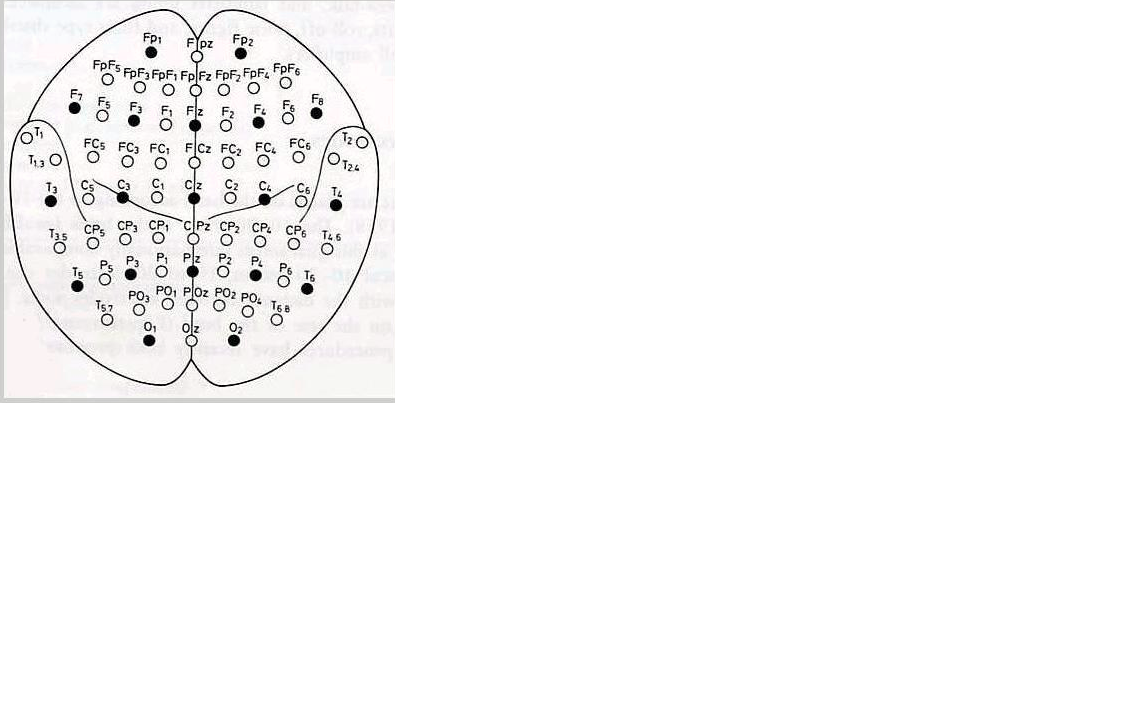 Fp1 Fpz Fp2
FpF5 FpF3 FpF1 FpFz FpF2 FpF4 FpF6
F7 F5 F3 F1 Fz F2 F4 F6 F8
T1 T2
T1.3 FC5 FC3 FC1 FCz FC2 FC4 FC6 T2.4
T3 C5 C3 C1 Cz C2 C4 C6 T4
T3.5 CP5 CP3 CP1 CPz CP2 CP4 CP6 T4.6
T5 P5 P3 P1 Pz P2 P4 P6 T6
T5.7 PO3 PO1 POz PO2 PO4 T6.8
O1 Oz O2